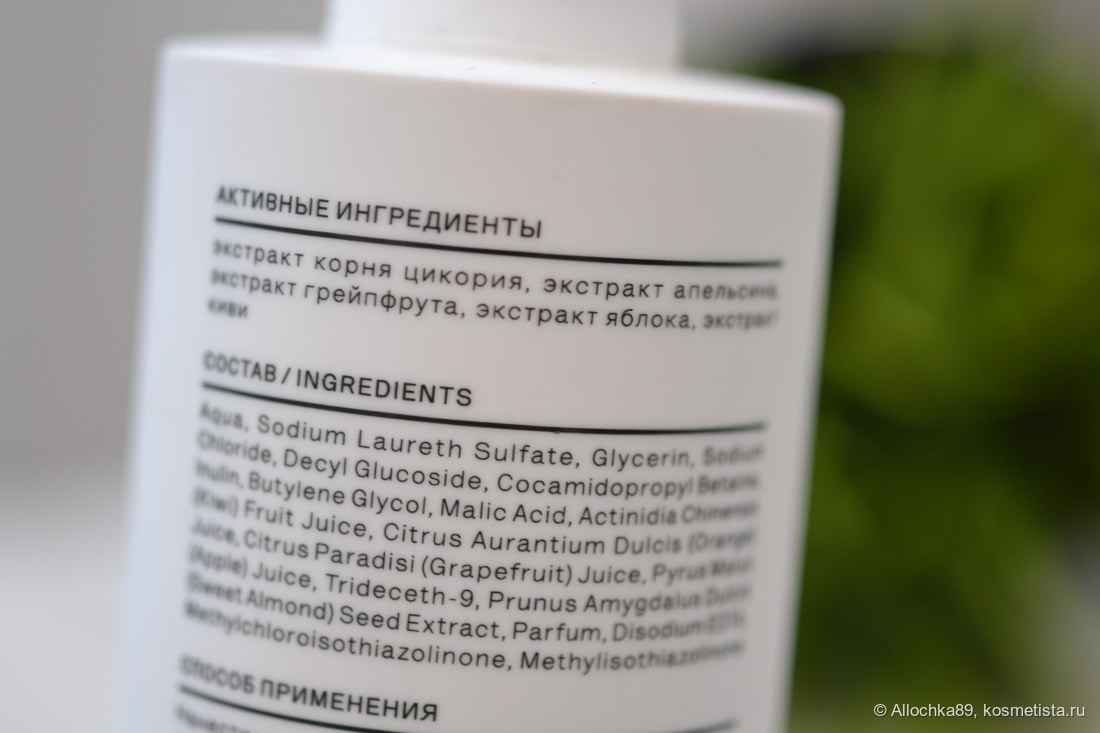 АКТИВНЫЕ ИНГРЕДИЕНТЫ
экстракт корня цикория, экстракт апельсина,
экстракт грейпфрута, экстракт яблока, экстракт
киви
СОСТАВ / INGREDIENTS
Aqua, Sodium Laureth Sulfate, Glycerin, Sodium
Chloride, Decyl Glucoside, Cocamidopropyl Betaine,
Inulin, Butylene Glycol, Malic Acid, Actinidia Chinensis
(Kiwi) Fruit Juice, Citrus Aurantium Dulcis (Orange)
Juice, Citrus Paradisi (Grapefruit) Juice, Pyrus Malus
(Apple) Juice, Trideceth-9, Prunus Amygdalus Dulcis
(Sweet Almond) Seed Extract, Parfum, Disodium EDTA,
Methylchloroisothiazolinone, Methylisothiazolinone
СПОСОБ ПРИМЕНЕНИЯ
© Allochka89, kosmetista.ru